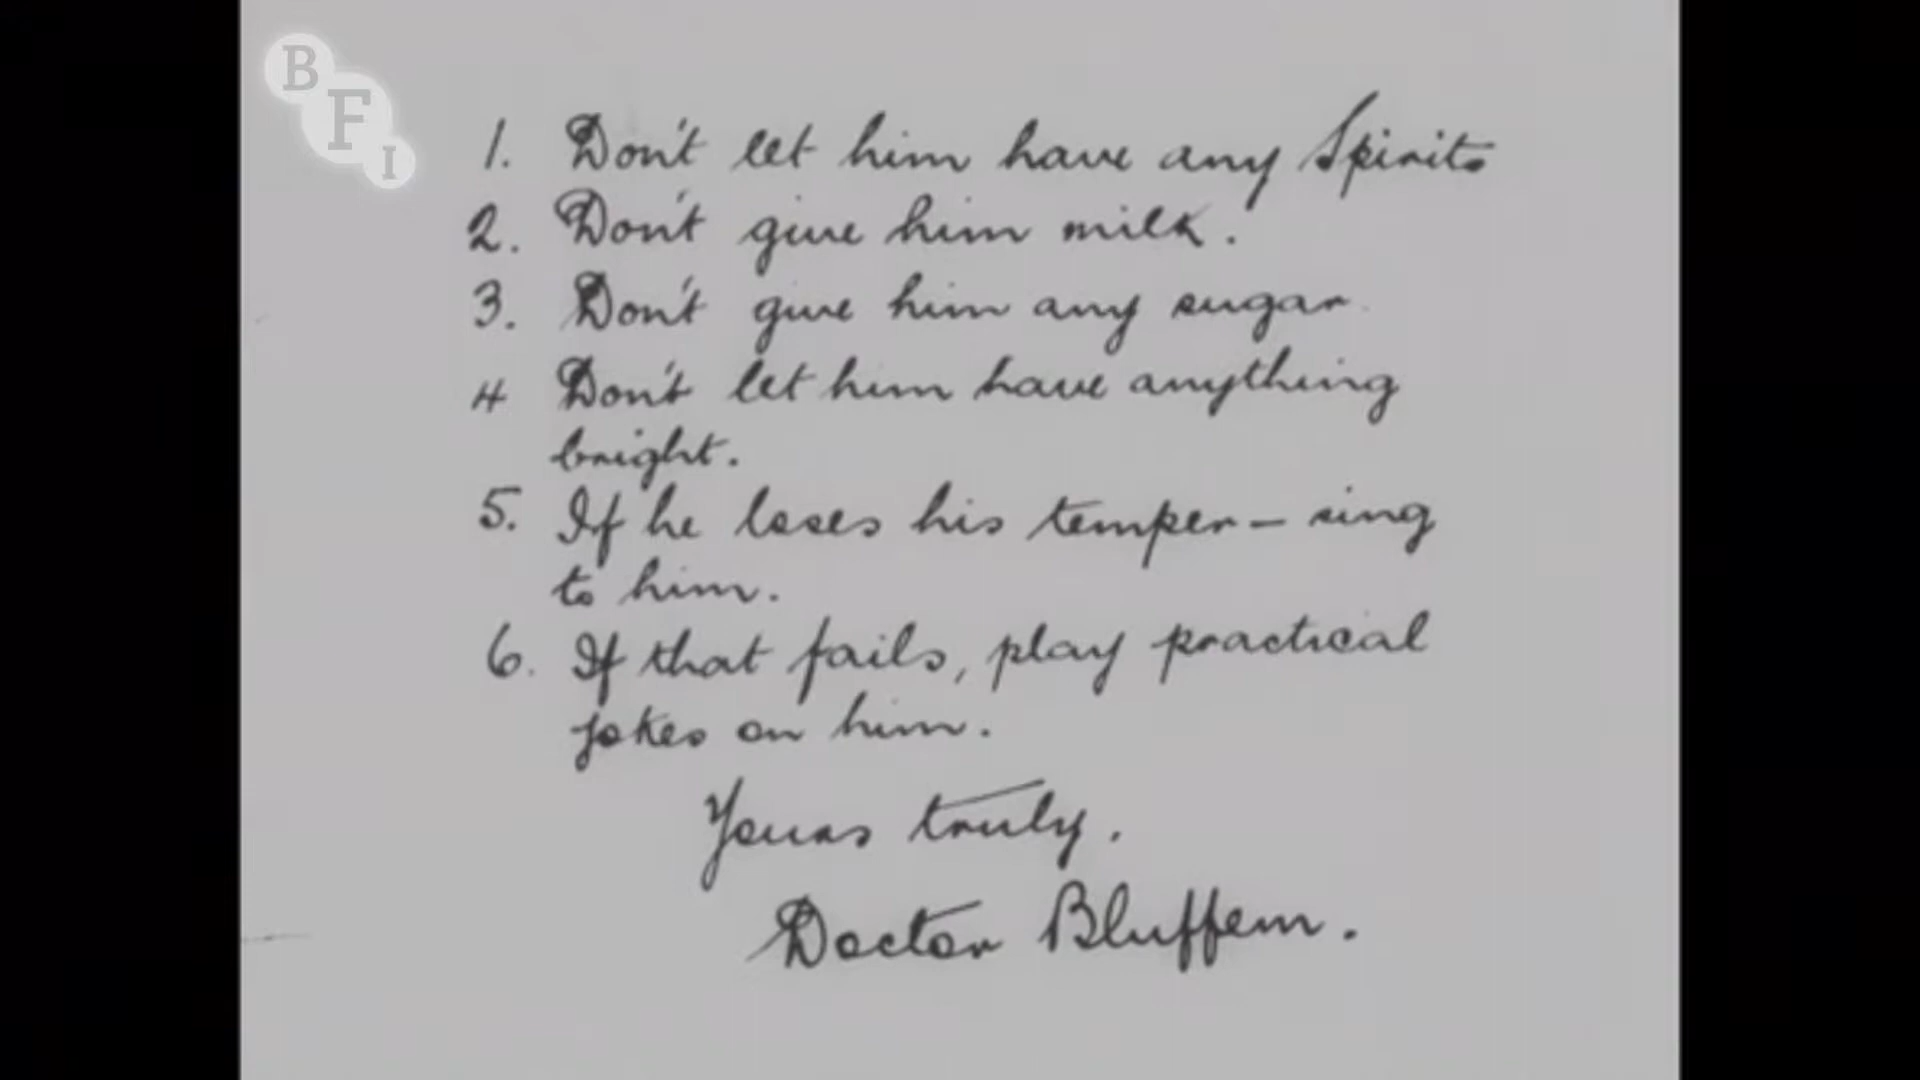 BFI
1. Don't let him have any Spirits
2. Don't give him milk.
3. Don't give him any sugar.
4 Don't let him have anything
bright.
5. If he loses his temper – sing
to him.
6. If that fails, play practical
jokes on him.
Yours truly.
Doctor Bluffem.